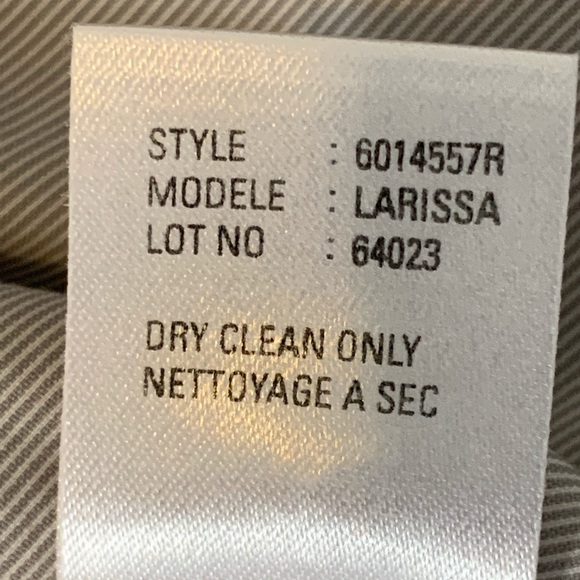 STYLE : 6014557R
MODELE : LARISSA
LOT NO : 64023
DRY CLEAN ONLY
NETTOYAGE A SEC